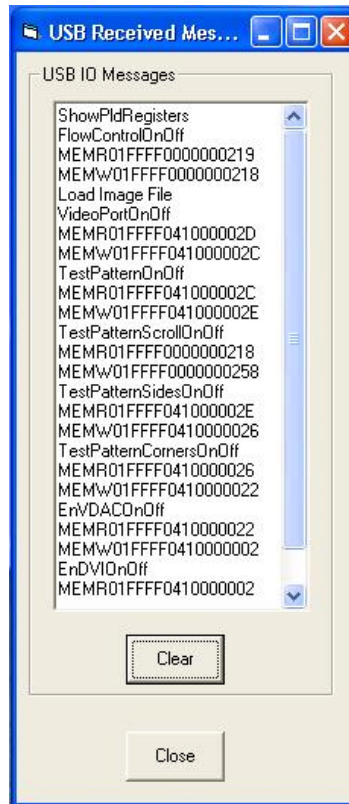 USB Received Mes...
USB IO Messages
ShowPldRegisters
FlowControlOnOff
MEMR01FFFF0000000219
MEMW01FFFF0000000218
Load Image File
VideoPortOnOff
MEMR01FFFF041000002D
MEMW01FFFF041000002C
TestPatternOnOff
MEMR01FFFF041000002C
MEMW01FFFF041000002E
TestPatternScrollOnOff
MEMR01FFFF0000000218
MEMW01FFFF0000000258
TestPatternSidesOnOff
MEMR01FFFF041000002E
MEMW01FFFF0410000026
TestPatternCornersOnOff
MEMR01FFFF0410000026
MEMW01FFFF0410000022
EnVDACOnOff
MEMR01FFFF0410000022
MEMW01FFFF0410000002
EnDVIOnOff
MEMR01FFFF0410000002
Clear
Close